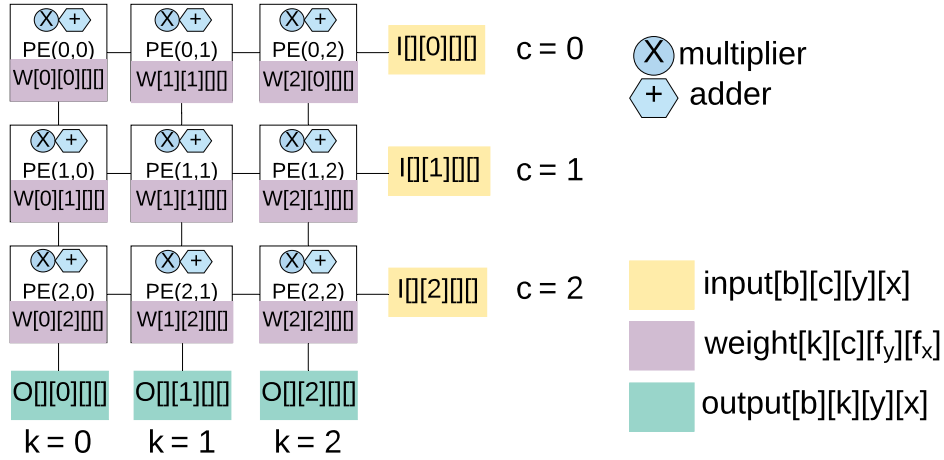 X + X + X +
PE(0,0) PE(0,1) PE(0,2) I[][0][][] c = 0
W[0][0][][] W[1][1][][] W[2][0][][]
X multiplier
+ adder
X + X + X +
PE(1,0) PE(1,1) PE(1,2) I[][1][][] c = 1
W[0][1][][] W[1][1][][] W[2][1][][]
X + X + X +
PE(2,0) PE(2,1) PE(2,2) I[][2][][] c = 2
W[0][2][][] W[1][2][][] W[2][2][][]
input[b][c][y][x]
weight[k][c][fy][fx]
output[b][k][y][x]
O[][0][][] O[][1][][] O[][2][][]
k = 0 k = 1 k = 2